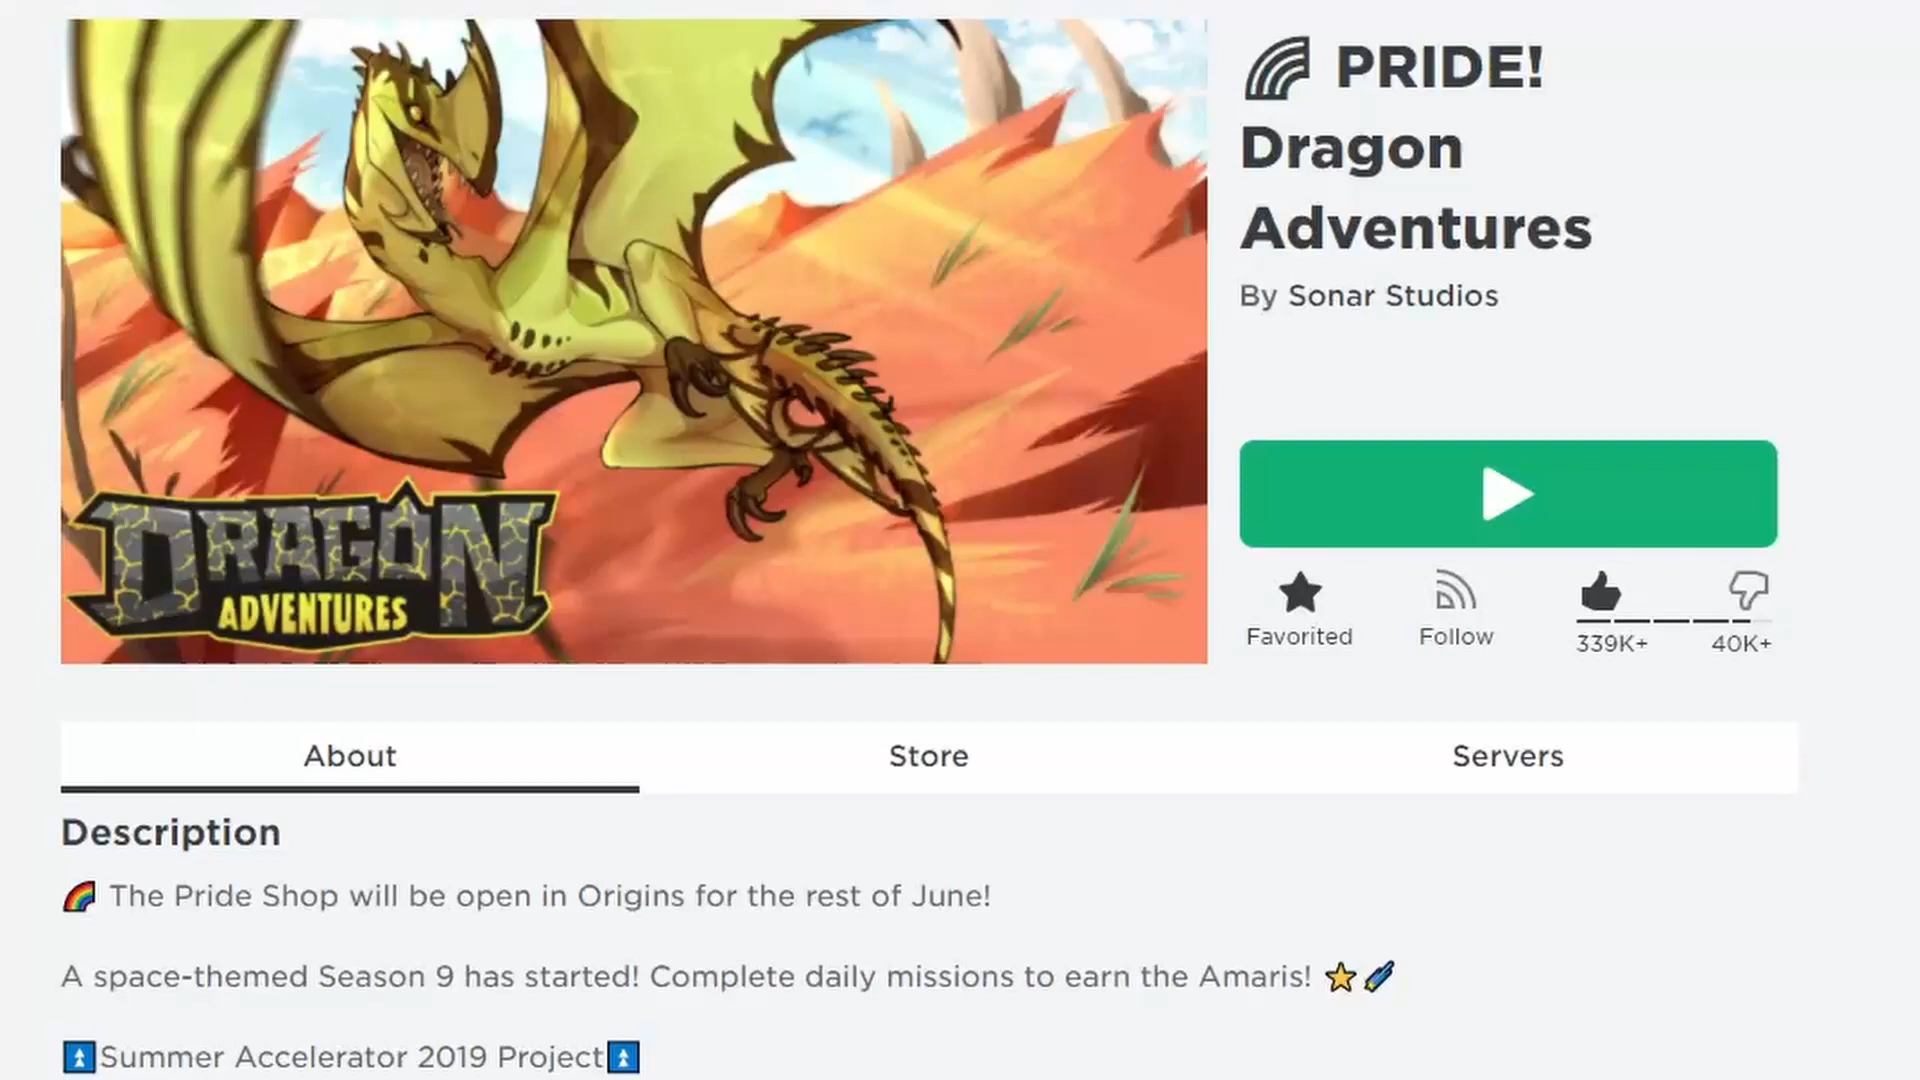 DRAGON
ADVENTURES
PRIDE!
Dragon
Adventures
By Sonar Studios
Favorited
Follow
339K+
40K+
About
Store
Servers
Description
🌈 The Pride Shop will be open in Origins for the rest of June!
A space-themed Season 9 has started! Complete daily missions to earn the Amaris! ⭐☄️
⏫Summer Accelerator 2019 Project⏫